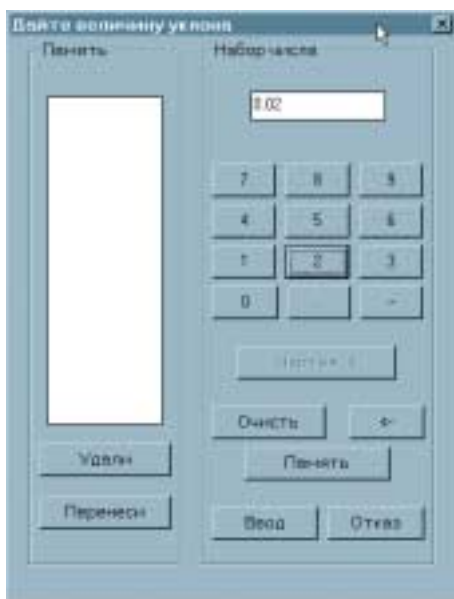 Дайте величину уклона
Память
Набор числа
0.02
7 8 9
4 5 6
1 2 3
0 . -
Очисть ←
Удали
Память
Перенеси
Ввод Отказ